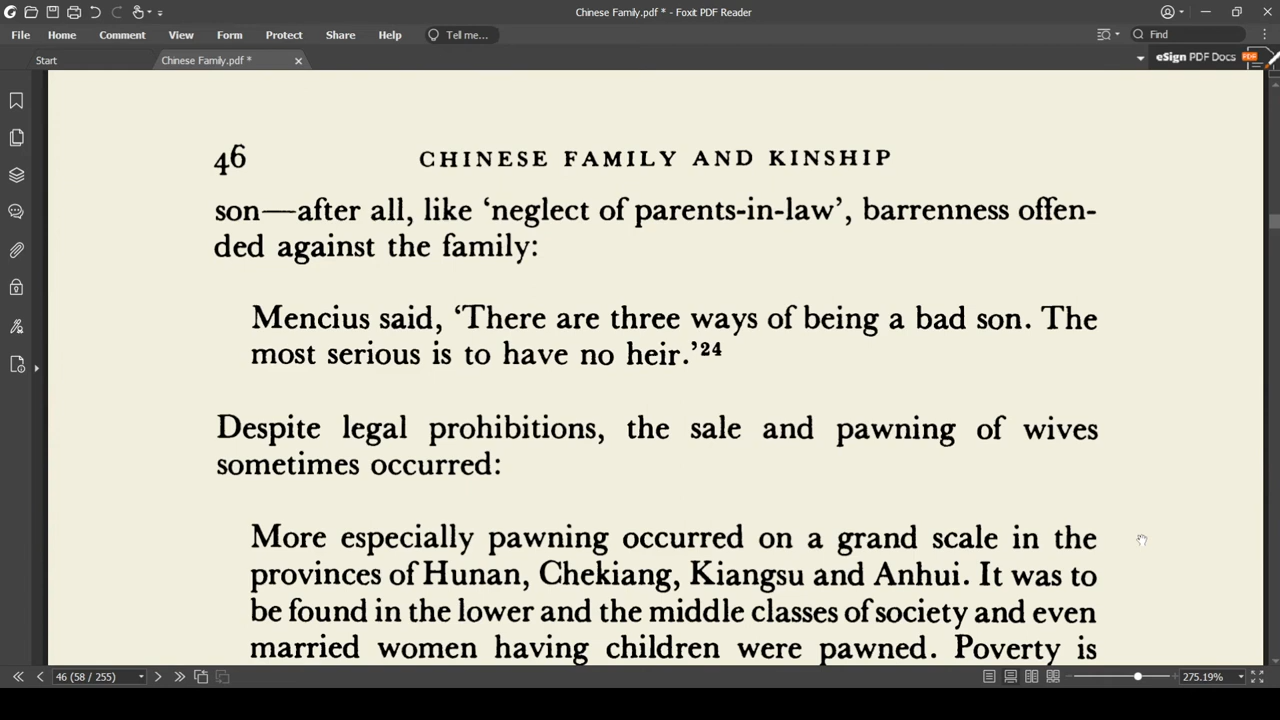 Chinese Family.pdf * - Foxit PDF Reader
File Home Comment View Form Protect Share Help Tell me... Find
Start Chinese Family.pdf * eSign PDF Docs PDF
46 CHINESE FAMILY AND KINSHIP
son—after all, like ‘neglect of parents-in-law’, barrenness offen-
ded against the family:
Mencius said, ‘There are three ways of being a bad son. The
most serious is to have no heir.’24
Despite legal prohibitions, the sale and pawning of wives
sometimes occurred:
More especially pawning occurred on a grand scale in the
provinces of Hunan, Chekiang, Kiangsu and Anhui. It was to
be found in the lower and the middle classes of society and even
married women having children were pawned. Poverty is
46 (58 / 255) 275.19%